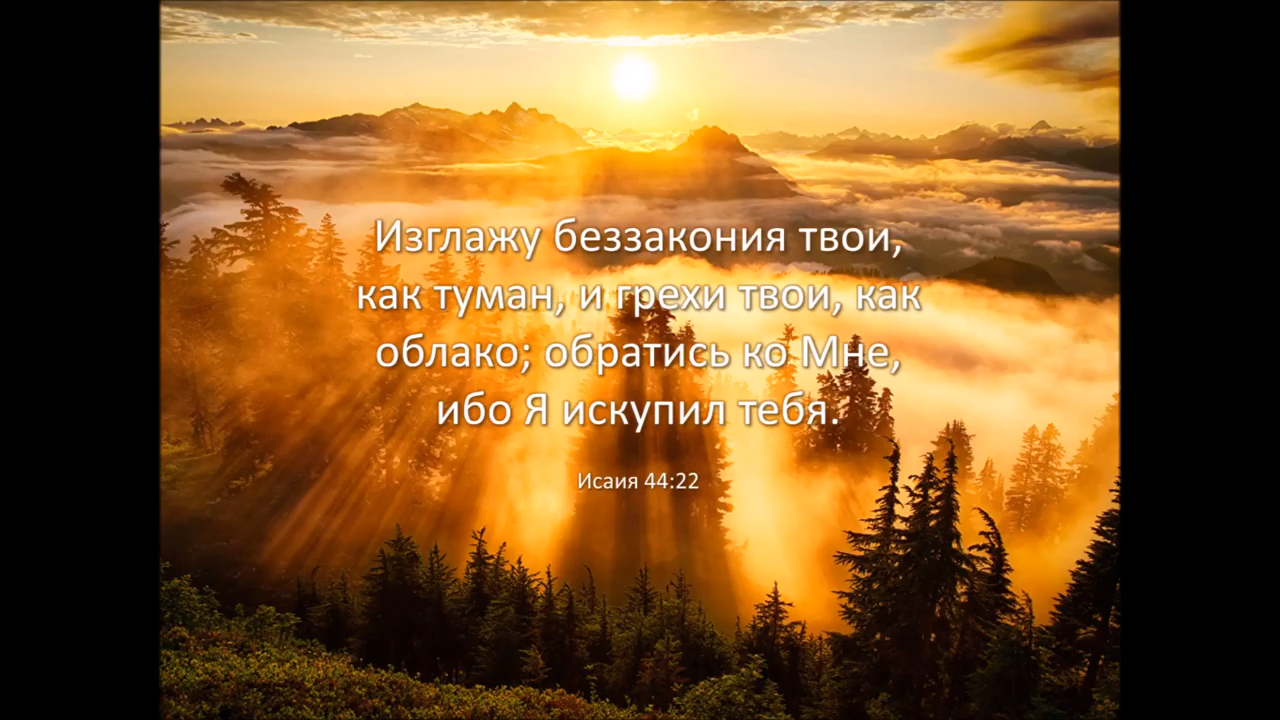 Изглажу беззакония твои,
как туман, и грехи твои, как
облако; обратись ко Мне,
ибо Я искупил тебя.
Исаия 44:22